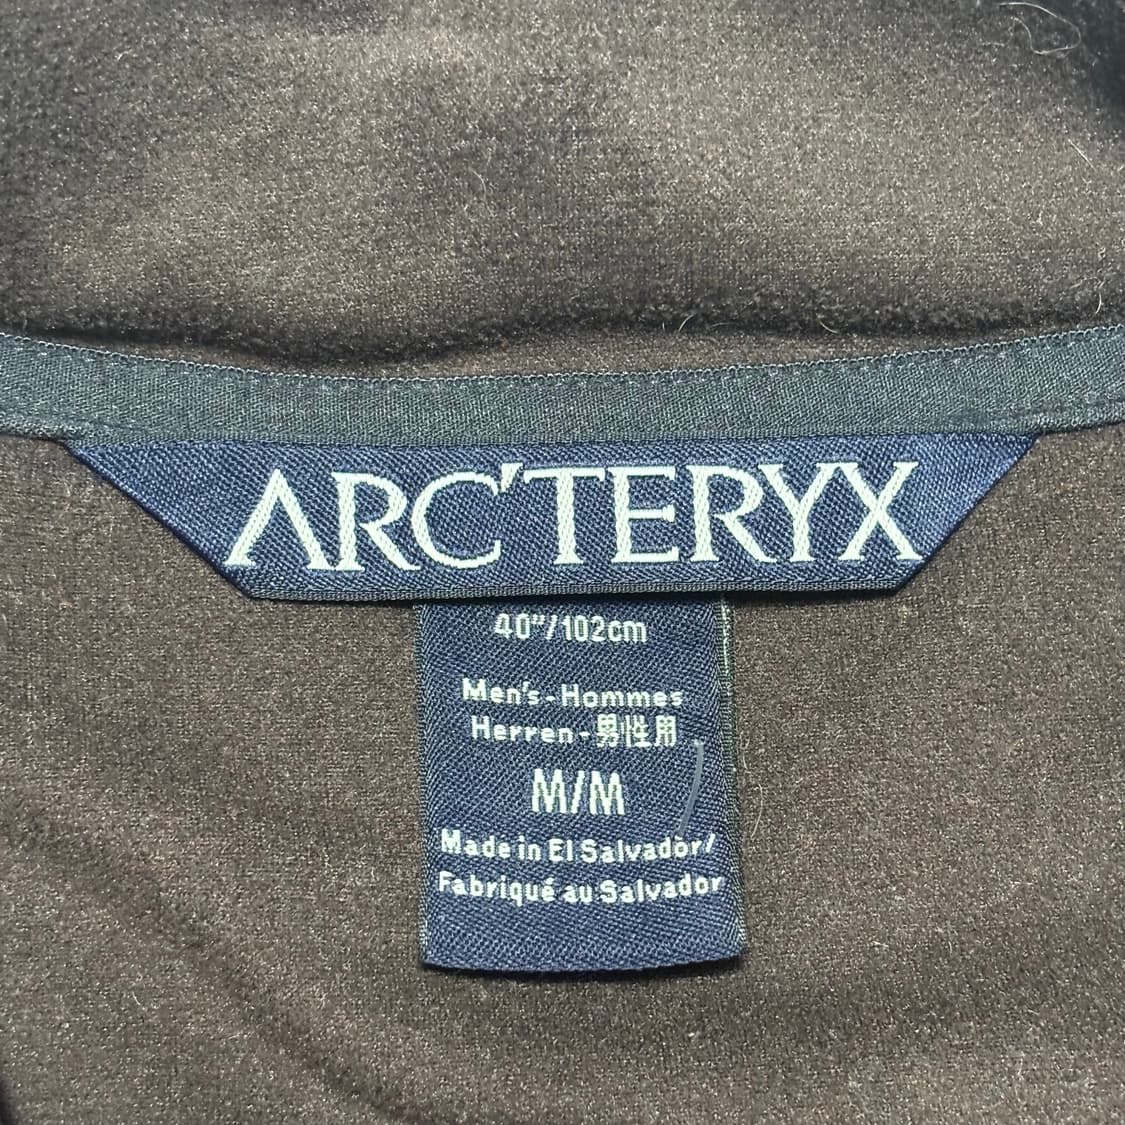 ARC'TERYX
40"/102cm
Men's-Hommes
Herren-男性用
M/M
Made in El Salvador/
Fabriqué au Salvador